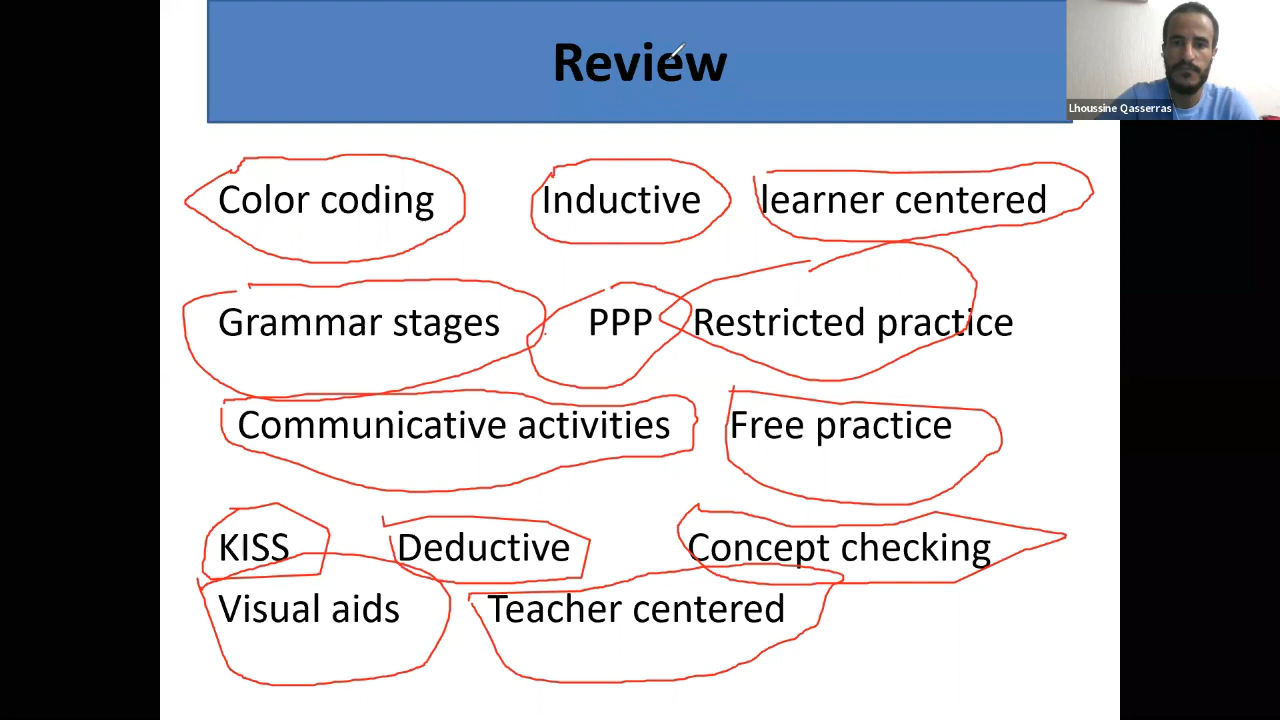 Review
Lhoussine Qasserras
Color coding Inductive learner centered
Grammar stages PPP Restricted practice
Communicative activities Free practice
KISS Deductive Concept checking
Visual aids Teacher centered